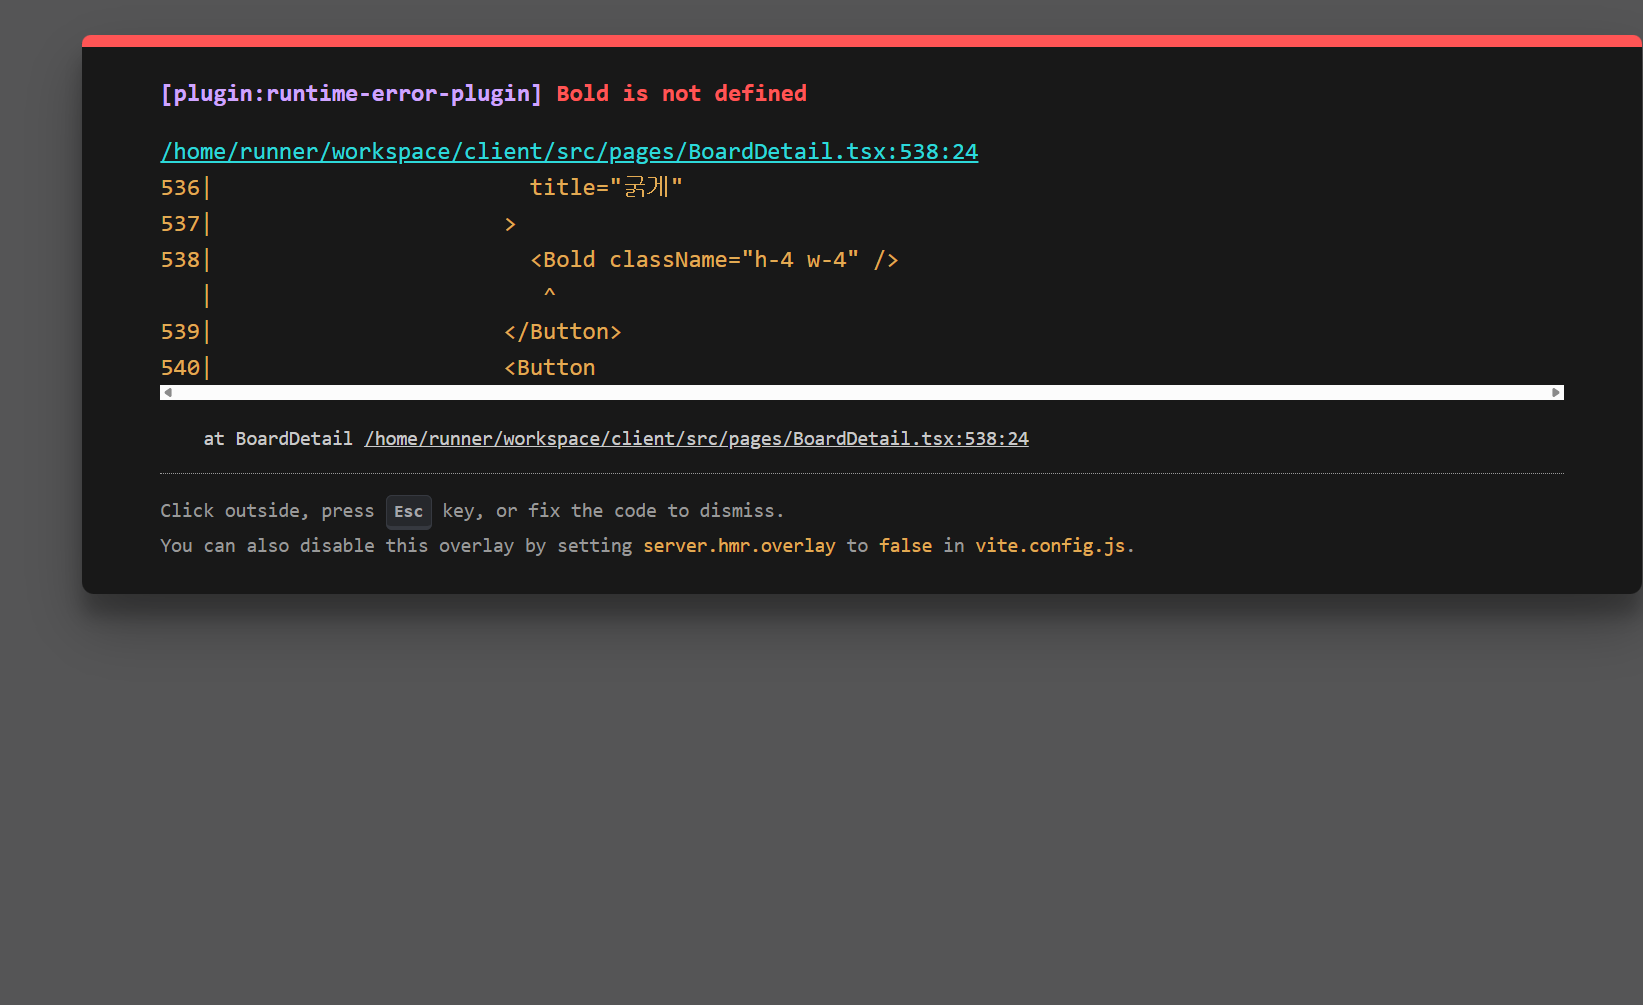 [plugin:runtime-error-plugin] Bold is not defined
/home/runner/workspace/client/src/pages/BoardDetail.tsx:538:24
536|                        title="굵게"
537|                      >
538|                        <Bold className="h-4 w-4" />
   |                         ^
539|                      </Button>
540|                      <Button
at BoardDetail /home/runner/workspace/client/src/pages/BoardDetail.tsx:538:24
Click outside, press Esc key, or fix the code to dismiss.
You can also disable this overlay by setting server.hmr.overlay to false in vite.config.js.